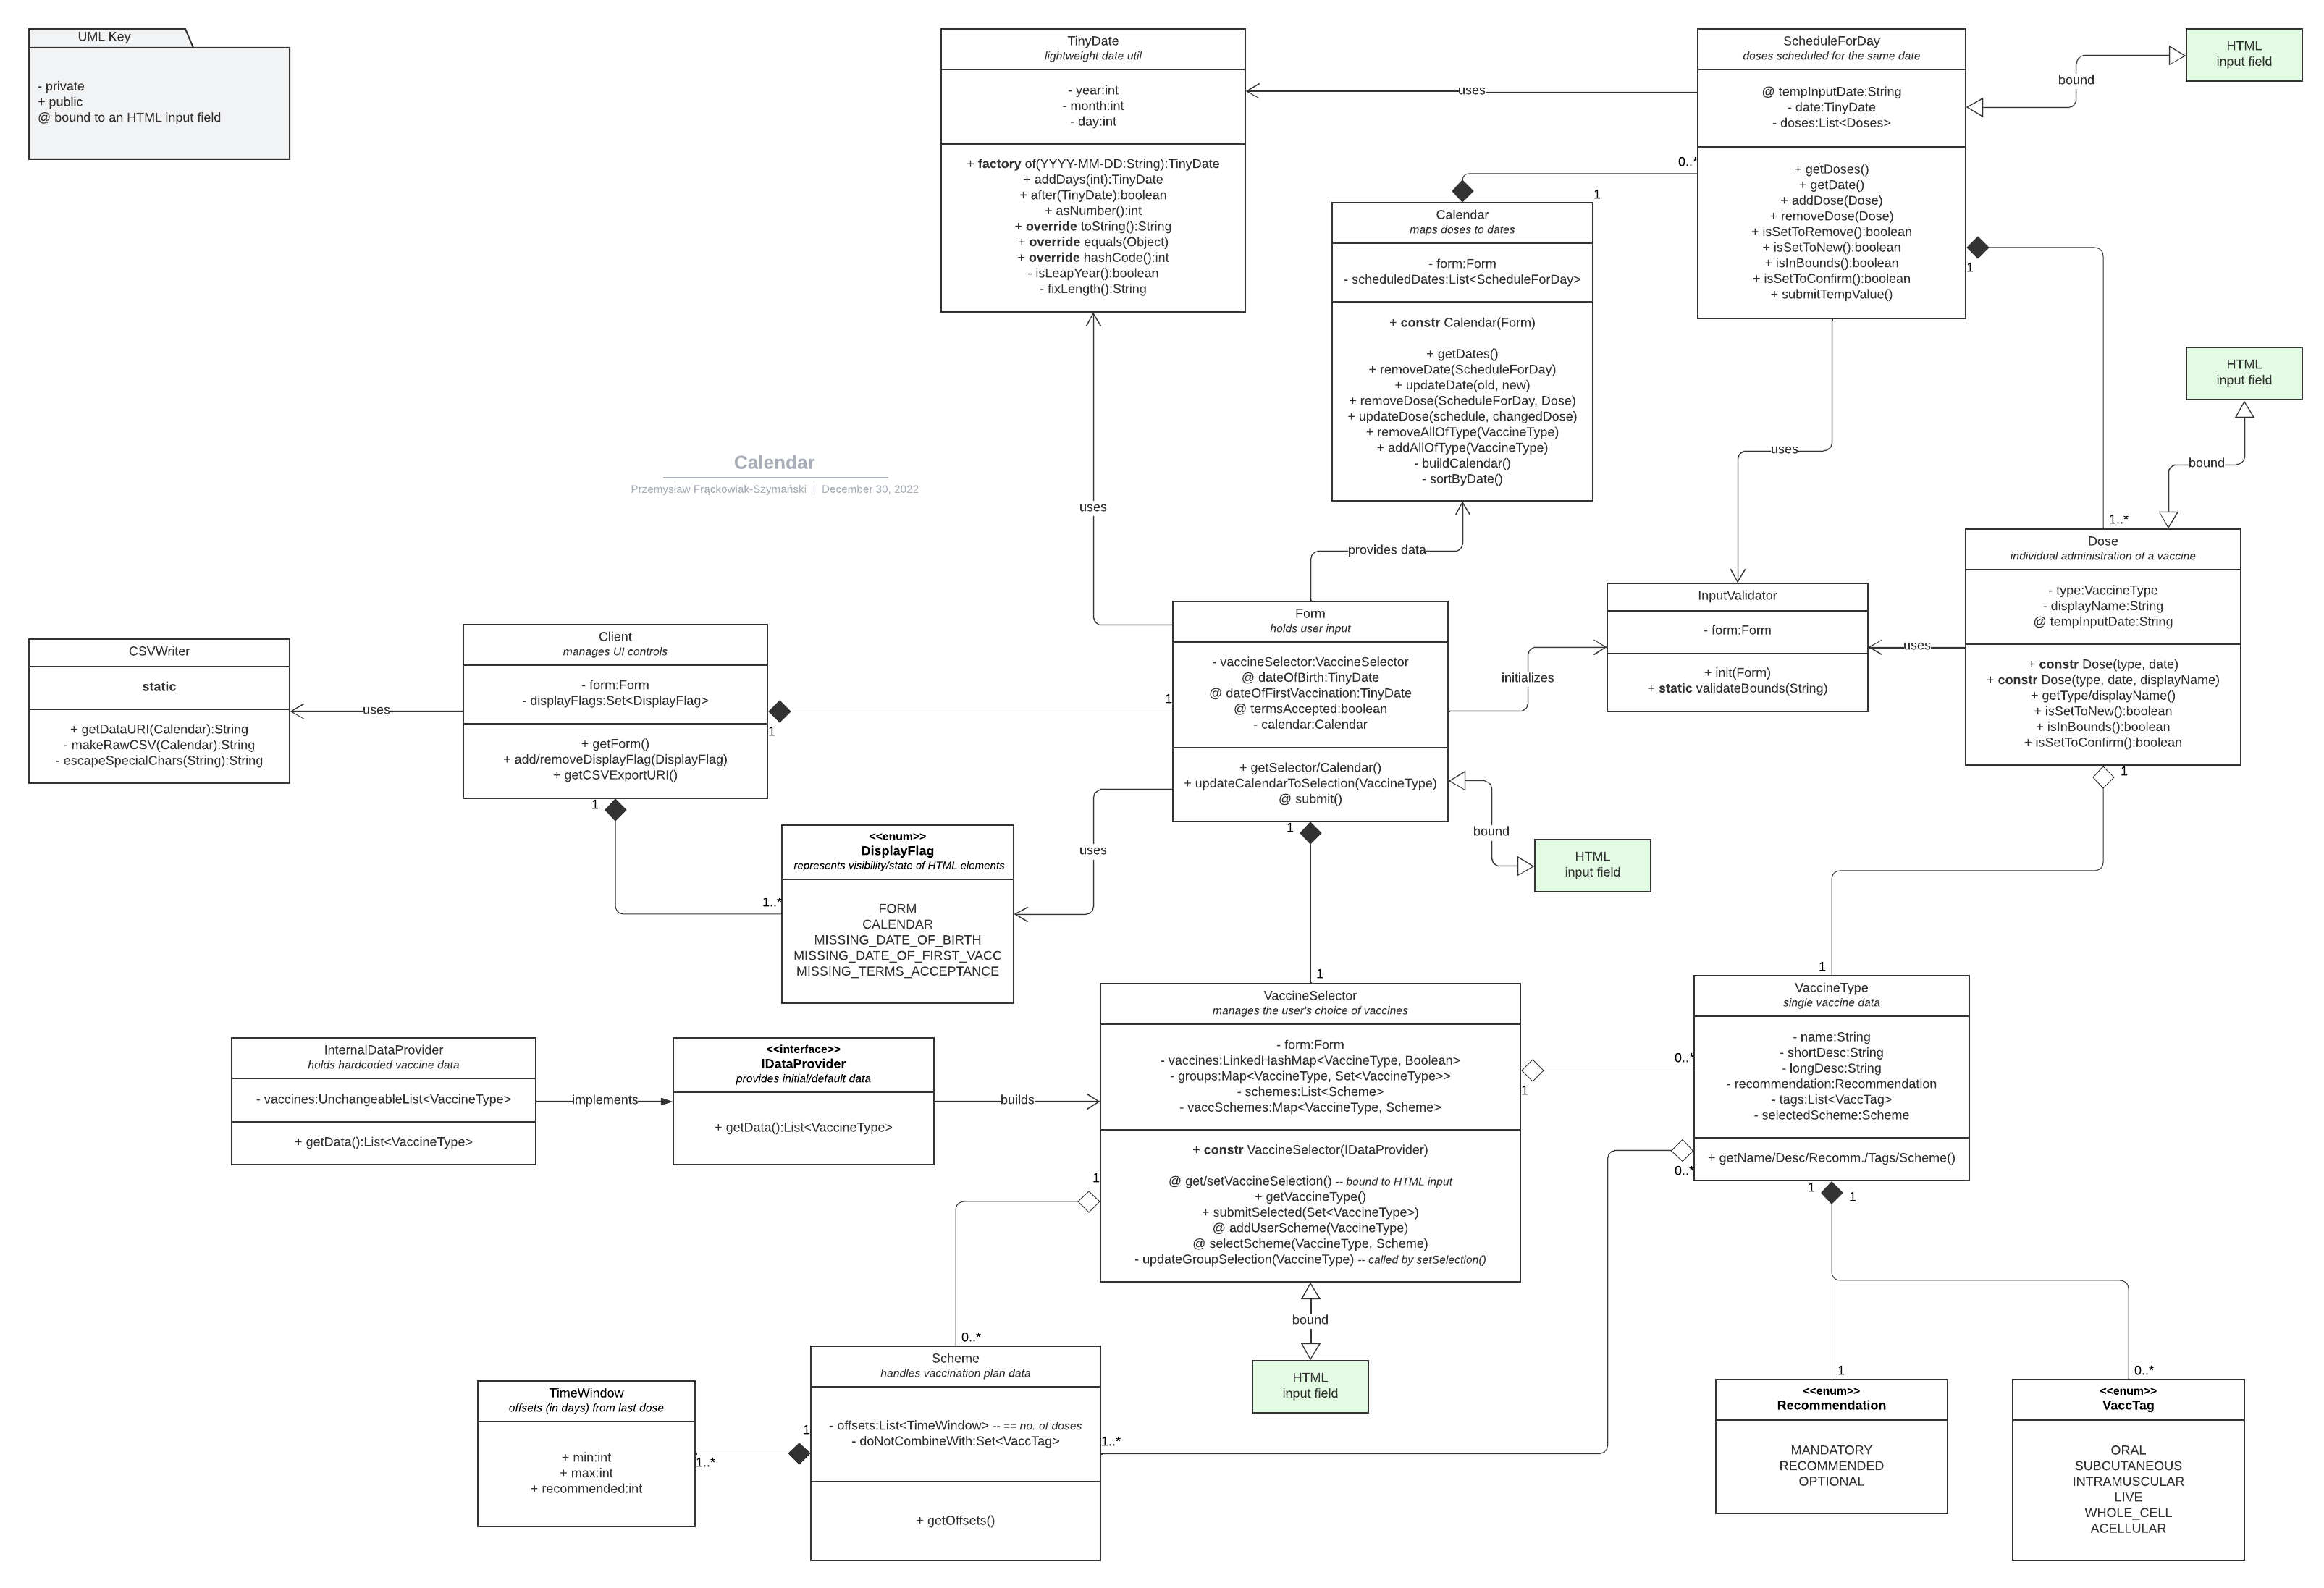 UML Key
- private
+ public
@ bound to an HTML input field
TinyDate
lightweight date util
- year:int
- month:int
- day:int
+ factory of(YYYY-MM-DD:String):TinyDate
+ addDays(int):TinyDate
+ after(TinyDate):boolean
+ asNumber():int
+ override toString():String
+ override equals(Object)
+ override hashCode():int
- isLeapYear():boolean
- fixLength():String
uses
ScheduleForDay
doses scheduled for the same date
@ tempInputDate:String
- date:TinyDate
- doses:List<Doses>
+ getDoses()
+ getDate()
+ addDose(Dose)
+ removeDose(Dose)
+ isSetToRemove():boolean
+ isSetToNew():boolean
+ isInBounds():boolean
+ isSetToConfirm():boolean
+ submitTempValue()
bound
HTML
input field
0..*
1
1
Calendar
maps doses to dates
- form:Form
- scheduledDates:List<ScheduleForDay>
+ constr Calendar(Form)
+ getDates()
+ removeDate(ScheduleForDay)
+ updateDate(old, new)
+ removeDose(ScheduleForDay, Dose)
+ updateDose(schedule, changedDose)
+ removeAllOfType(VaccineType)
+ addAllOfType(VaccineType)
- buildCalendar()
- sortByDate()
HTML
input field
bound
uses
Calendar
Przemysław Frąckowiak-Szymański | December 30, 2022
uses
provides data
1..*
Dose
individual administration of a vaccine
- type:VaccineType
- displayName:String
@ tempInputDate:String
+ constr Dose(type, date)
+ constr Dose(type, date, displayName)
+ getType/displayName()
+ isSetToNew():boolean
+ isInBounds():boolean
+ isSetToConfirm():boolean
uses
InputValidator
- form:Form
+ init(Form)
+ static validateBounds(String)
initializes
Form
holds user input
- vaccineSelector:VaccineSelector
@ dateOfBirth:TinyDate
@ dateOfFirstVaccination:TinyDate
@ termsAccepted:boolean
- calendar:Calendar
+ getSelector/Calendar()
+ updateCalendarToSelection(VaccineType)
@ submit()
1
1
Client
manages UI controls
- form:Form
- displayFlags:Set<DisplayFlag>
+ getForm()
+ add/removeDisplayFlag(DisplayFlag)
+ getCSVExportURI()
uses
CSVWriter
static
+ getDataURI(Calendar):String
- makeRawCSV(Calendar):String
- escapeSpecialChars(String):String
1
1..*
<<enum>>
DisplayFlag
represents visibility/state of HTML elements
FORM
CALENDAR
MISSING_DATE_OF_BIRTH
MISSING_DATE_OF_FIRST_VACC
MISSING_TERMS_ACCEPTANCE
uses
1
bound
HTML
input field
1
1
1
InternalDataProvider
holds hardcoded vaccine data
- vaccines:UnchangeableList<VaccineType>
+ getData():List<VaccineType>
implements
<<interface>>
IDataProvider
provides initial/default data
+ getData():List<VaccineType>
builds
VaccineSelector
manages the user's choice of vaccines
- form:Form
- vaccines:LinkedHashMap<VaccineType, Boolean>
- groups:Map<VaccineType, Set<VaccineType>>
- schemes:List<Scheme>
- vaccSchemes:Map<VaccineType, Scheme>
+ constr VaccineSelector(IDataProvider)
@ get/setVaccineSelection() -- bound to HTML input
+ getVaccineType()
+ submitSelected(Set<VaccineType>)
@ addUserScheme(VaccineType)
@ selectScheme(VaccineType, Scheme)
- updateGroupSelection(VaccineType) -- called by setSelection()
0..*
1
VaccineType
single vaccine data
- name:String
- shortDesc:String
- longDesc:String
- recommendation:Recommendation
- tags:List<VaccTag>
- selectedScheme:Scheme
+ getName/Desc/Recomm./Tags/Scheme()
0..*
1
1
1
0..*
bound
HTML
input field
Scheme
handles vaccination plan data
- offsets:List<TimeWindow> -- == no. of doses
- doNotCombineWith:Set<VaccTag>
+ getOffsets()
1
1..*
1..*
TimeWindow
offsets (in days) from last dose
+ min:int
+ max:int
+ recommended:int
1
<<enum>>
Recommendation
MANDATORY
RECOMMENDED
OPTIONAL
0..*
<<enum>>
VaccTag
ORAL
SUBCUTANEOUS
INTRAMUSCULAR
LIVE
WHOLE_CELL
ACELLULAR